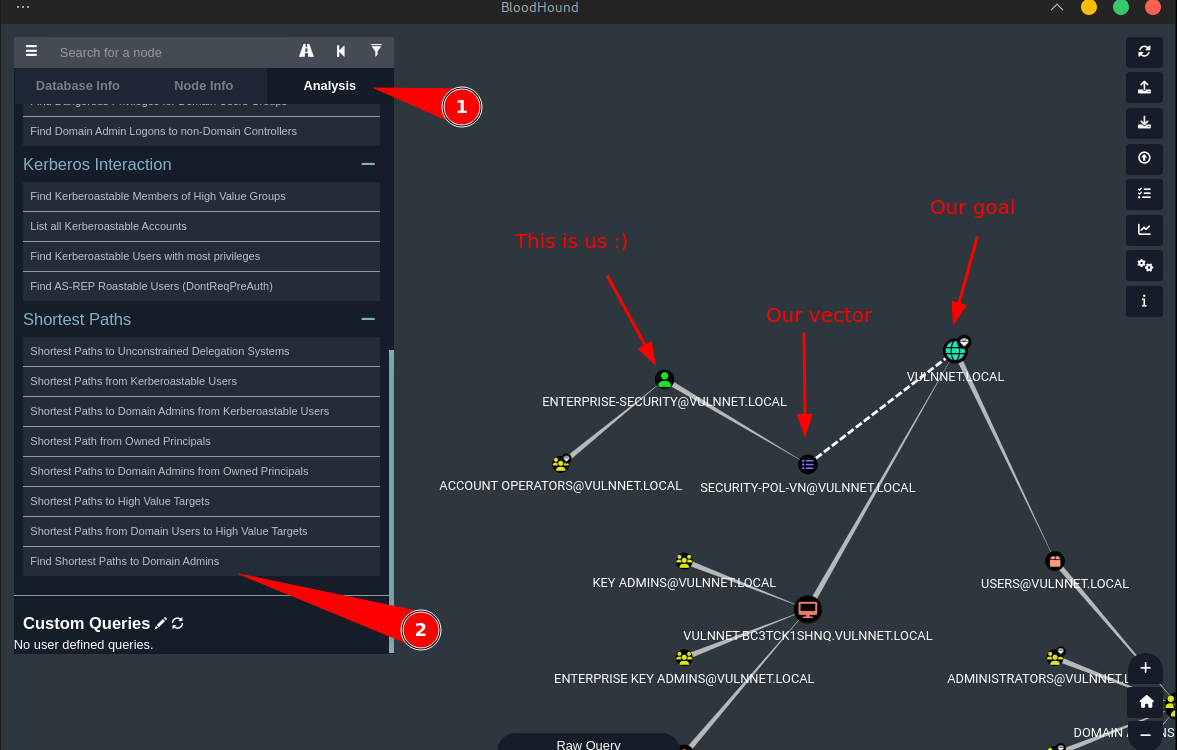 BloodHound
Search for a node
Database Info
Node Info
Analysis
1
Find Dangerous Privileges for Domain Users Groups
Find Domain Admin Logons to non-Domain Controllers
Kerberos Interaction
Find Kerberoastable Members of High Value Groups
List all Kerberoastable Accounts
Find Kerberoastable Users with most privileges
Find AS-REP Roastable Users (DontReqPreAuth)
Shortest Paths
Shortest Paths to Unconstrained Delegation Systems
Shortest Paths from Kerberoastable Users
Shortest Paths to Domain Admins from Kerberoastable Users
Shortest Path from Owned Principals
Shortest Paths to Domain Admins from Owned Principals
Shortest Paths to High Value Targets
Shortest Paths from Domain Users to High Value Targets
Find Shortest Paths to Domain Admins
2
Custom Queries
No user defined queries.
Our goal
This is us :)
Our vector
VULNNET.LOCAL
ENTERPRISE-SECURITY@VULNNET.LOCAL
ACCOUNT OPERATORS@VULNNET.LOCAL
SECURITY-POL-VN@VULNNET.LOCAL
KEY ADMINS@VULNNET.LOCAL
USERS@VULNNET.LOCAL
VULNNET-BC3TCK1SHNQ.VULNNET.LOCAL
ENTERPRISE KEY ADMINS@VULNNET.LOCAL
ADMINISTRATORS@VULNNET.L
DOMAIN
Raw Query